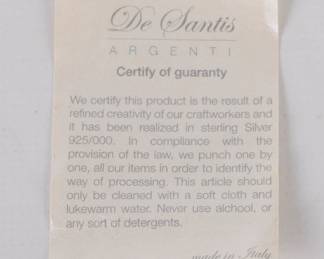 De Santis
ARGENTI
Certify of guaranty
We certify this product is the result of a
refined creativity of our craftworkers and
it has been realized in sterling Silver
925/000. In compliance with the
provision of the law, we punch one by
one, all our items in order to identify the
way of processing. This article should
only be cleaned with a soft cloth and
lukewarm water. Never use alchool, or
any sort of detergents.
made in Italy